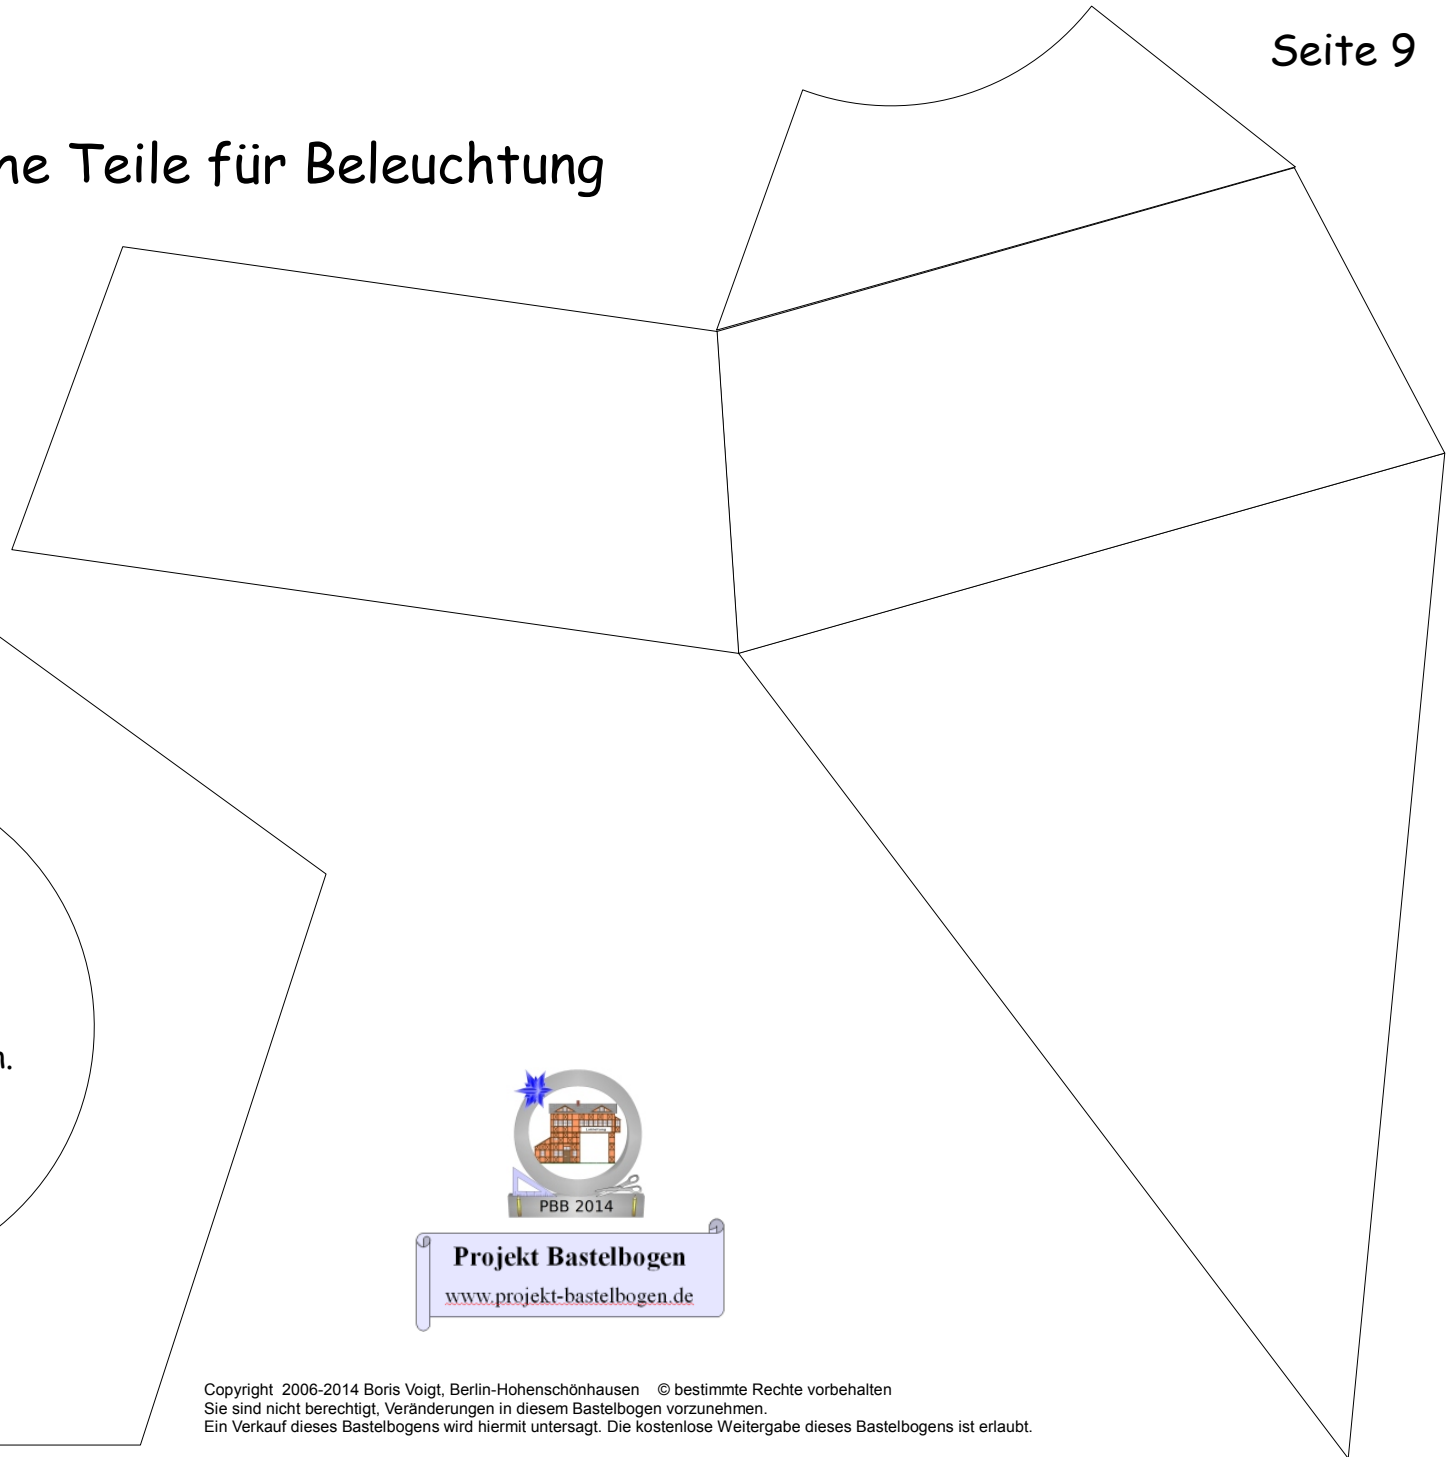 Seite 9
ne Teile für Beleuchtung
n.
PBB 2014
Projekt Bastelbogen
www.projekt-bastelbogen.de
Copyright 2006-2014 Boris Voigt, Berlin-Hohenschönhausen © bestimmte Rechte vorbehalten
Sie sind nicht berechtigt, Veränderungen in diesem Bastelbogen vorzunehmen.
Ein Verkauf dieses Bastelbogens wird hiermit untersagt. Die kostenlose Weitergabe dieses Bastelbogens ist erlaubt.